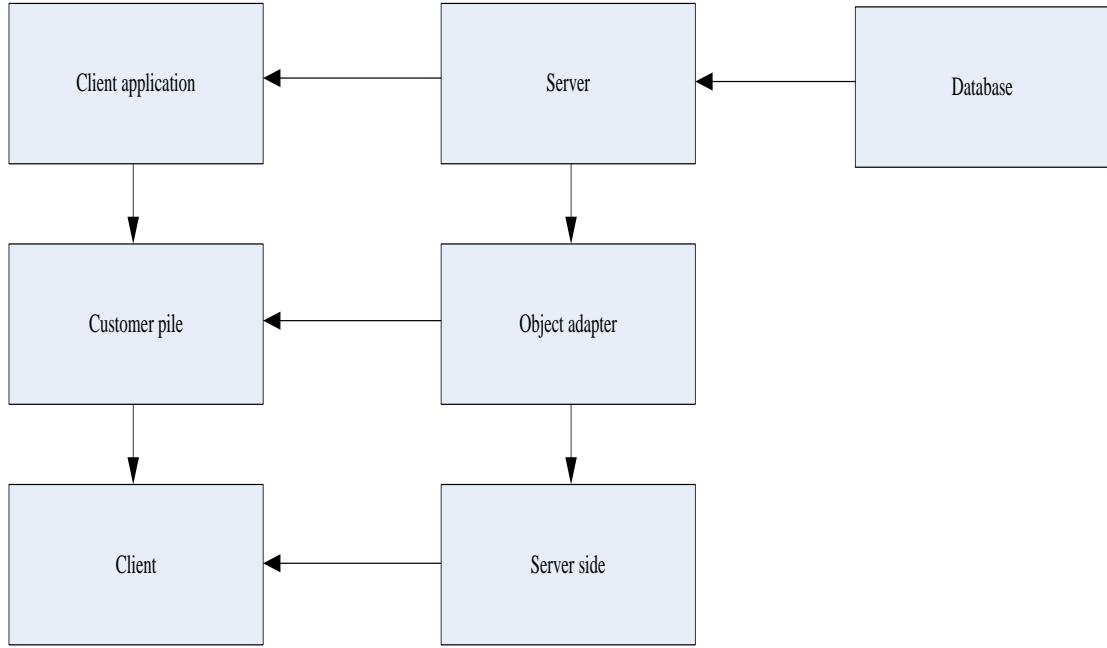 Client application
Server
Database
Customer pile
Object adapter
Client
Server side